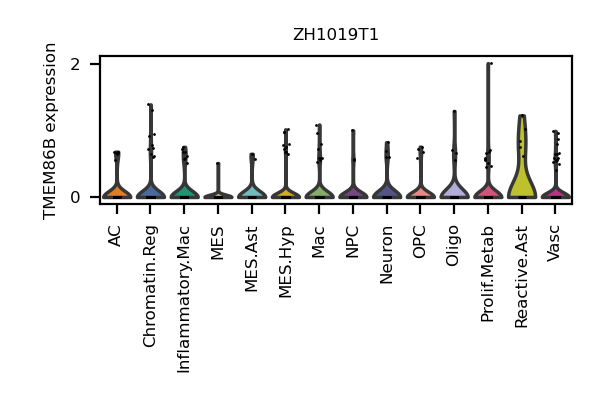 ZH1019T1
TMEM86B expression
2
0
AC
Chromatin.Reg
Inflammatory.Mac
MES
MES.Ast
MES.Hyp
Mac
NPC
Neuron
OPC
Oligo
Prolif.Metab
Reactive.Ast
Vasc